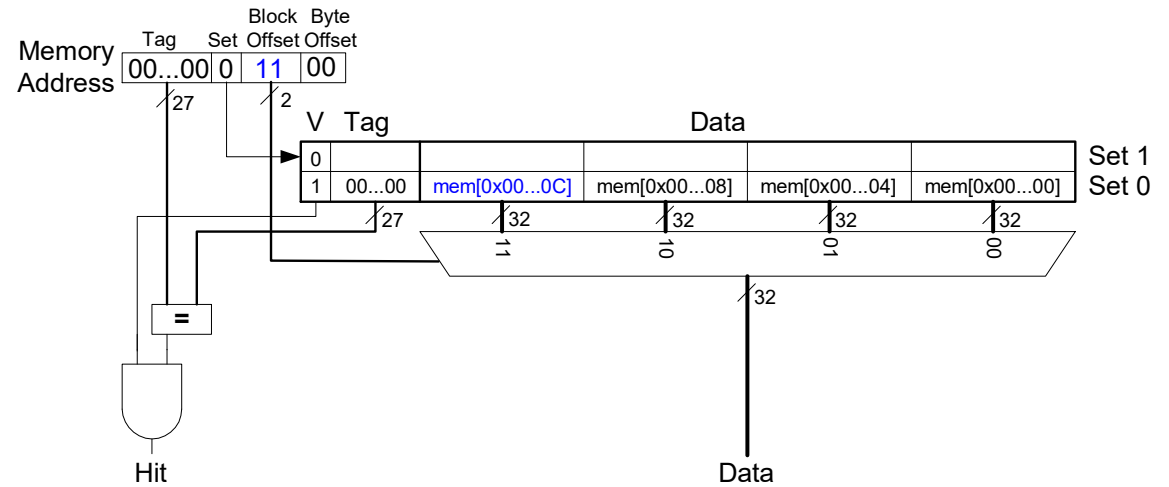 Block Byte
Tag Set Offset Offset
Memory Address 00...00 0 11 00
27 2
V Tag Data
0 Set 1
1 00...00 mem[0x00...0C] mem[0x00...08] mem[0x00...04] mem[0x00...00] Set 0
27 32 32 32 32
11 10 01 00
32
=
Hit Data